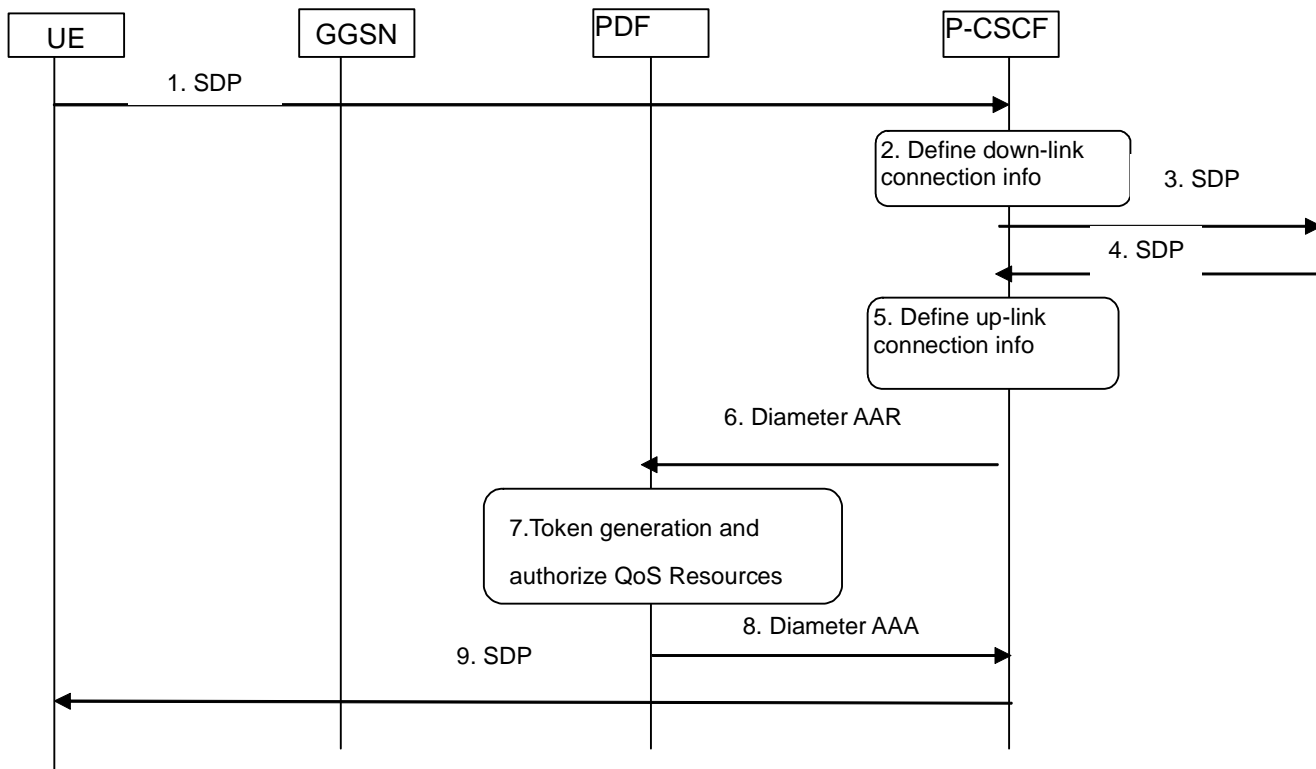 UE
GGSN
PDF
P-CSCF
1. SDP
2. Define down-link
connection info
3. SDP
4. SDP
5. Define up-link
connection info
6. Diameter AAR
7.Token generation and
authorize QoS Resources
8. Diameter AAA
9. SDP